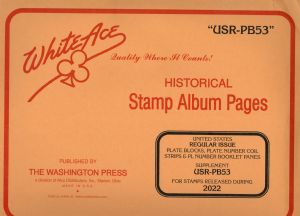 "USR-PB53"
White Ace
Quality Where It Counts!
HISTORICAL
Stamp Album Pages
UNITED STATES
REGULAR ISSUE
PLATE BLOCKS, PLATE NUMBER COIL
STRIPS & PL NUMBER BOOKLET PANES
SUPPLEMENT
USR-PB53
FOR STAMPS RELEASED DURING
2022
PUBLISHED BY
THE WASHINGTON PRESS
MADE IN U.S.A.